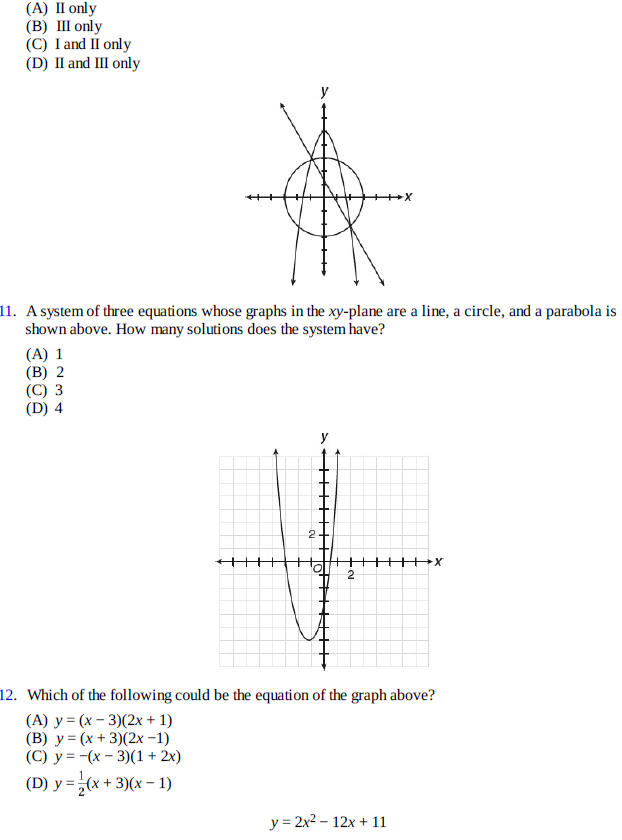 (A) II only
(B) III only
(C) I and II only
(D) II and III only
y
x
11. A system of three equations whose graphs in the xy-plane are a line, a circle, and a parabola is
shown above. How many solutions does the system have?
(A) 1
(B) 2
(C) 3
(D) 4
y
2
x
O
2
12. Which of the following could be the equation of the graph above?
(A) y = (x − 3)(2x + 1)
(B) y = (x + 3)(2x −1)
(C) y = −(x − 3)(1 + 2x)
(D) y = 1/2(x + 3)(x − 1)
y = 2x² − 12x + 11